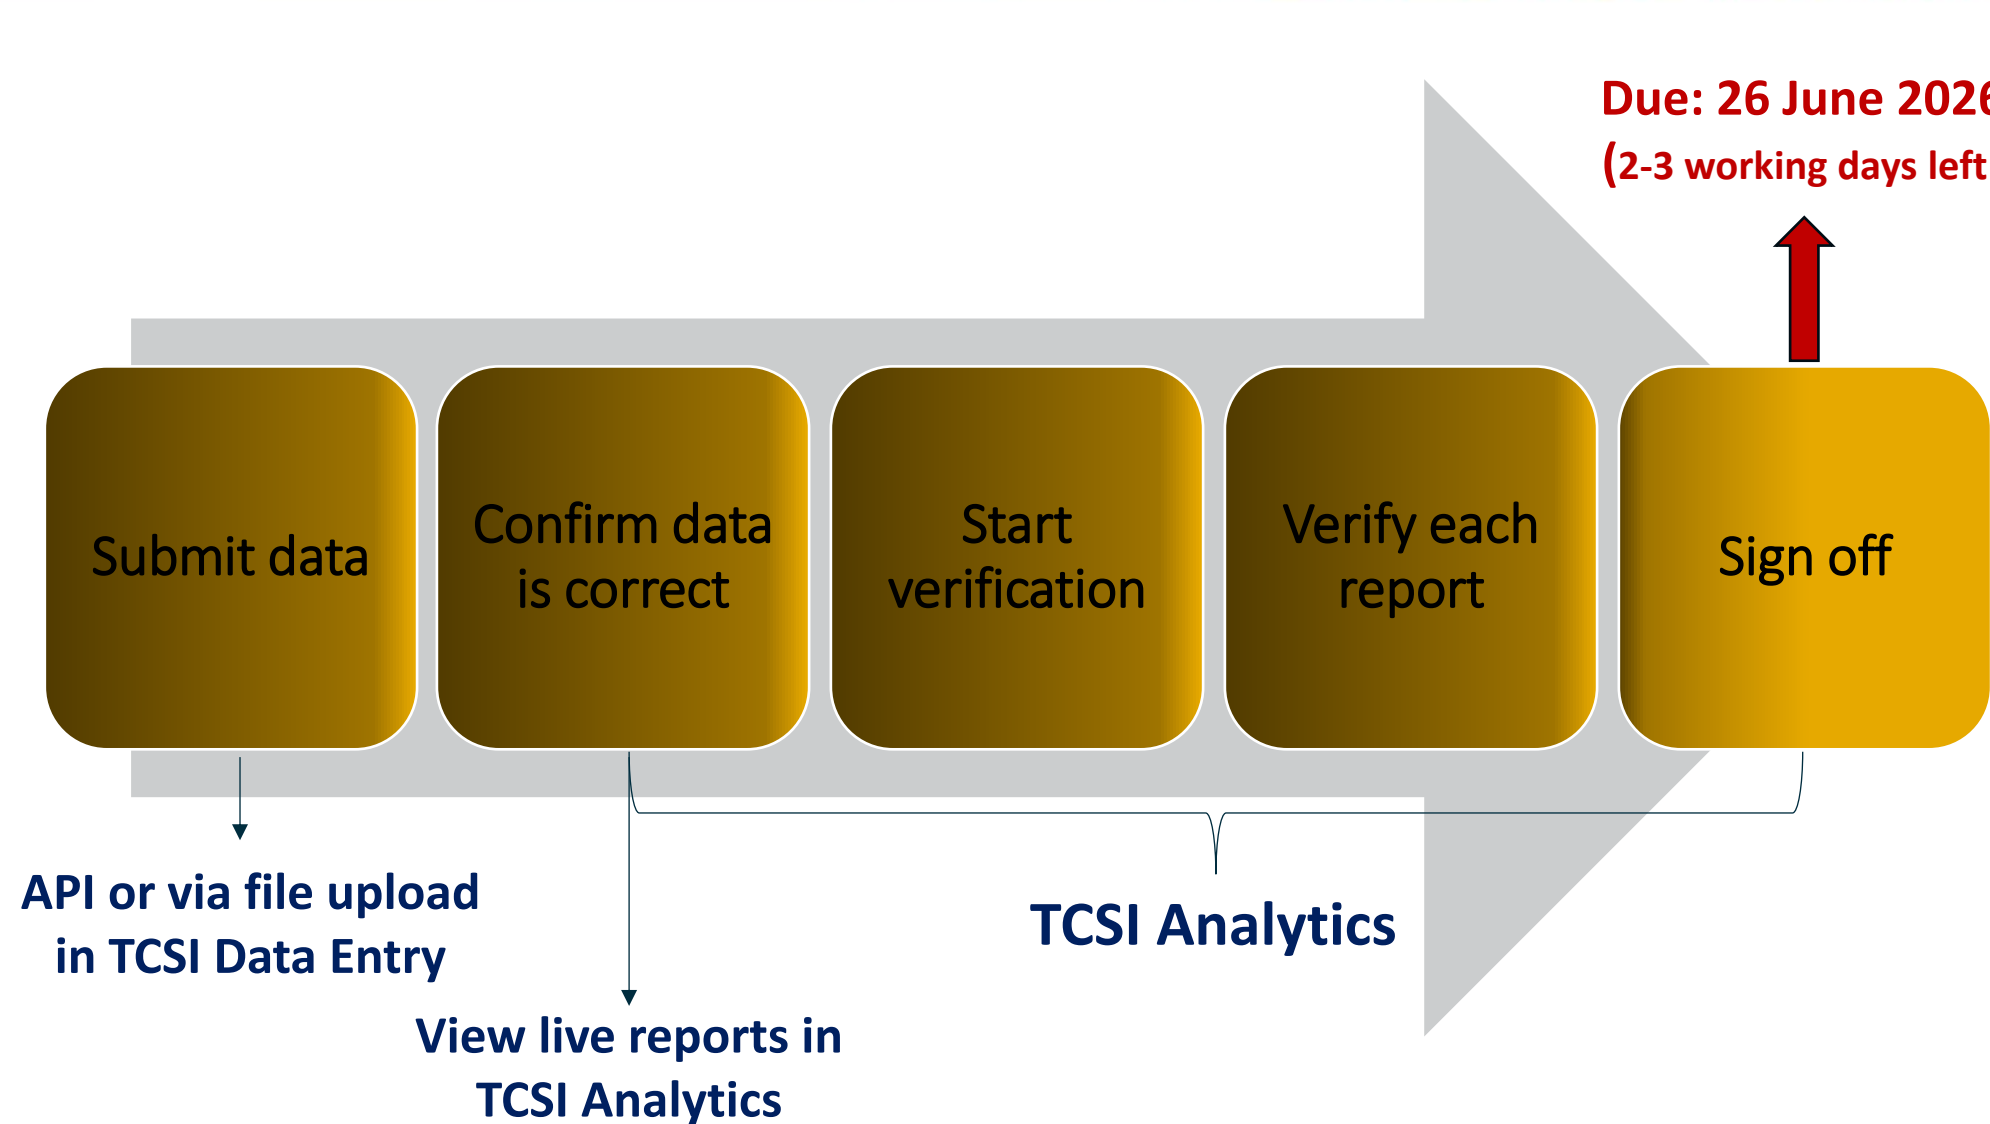 Due: 26 June 2026
(2-3 working days left
Submit data
Confirm data
is correct
Start
verification
Verify each
report
Sign off
API or via file upload
in TCSI Data Entry
TCSI Analytics
View live reports in
TCSI Analytics